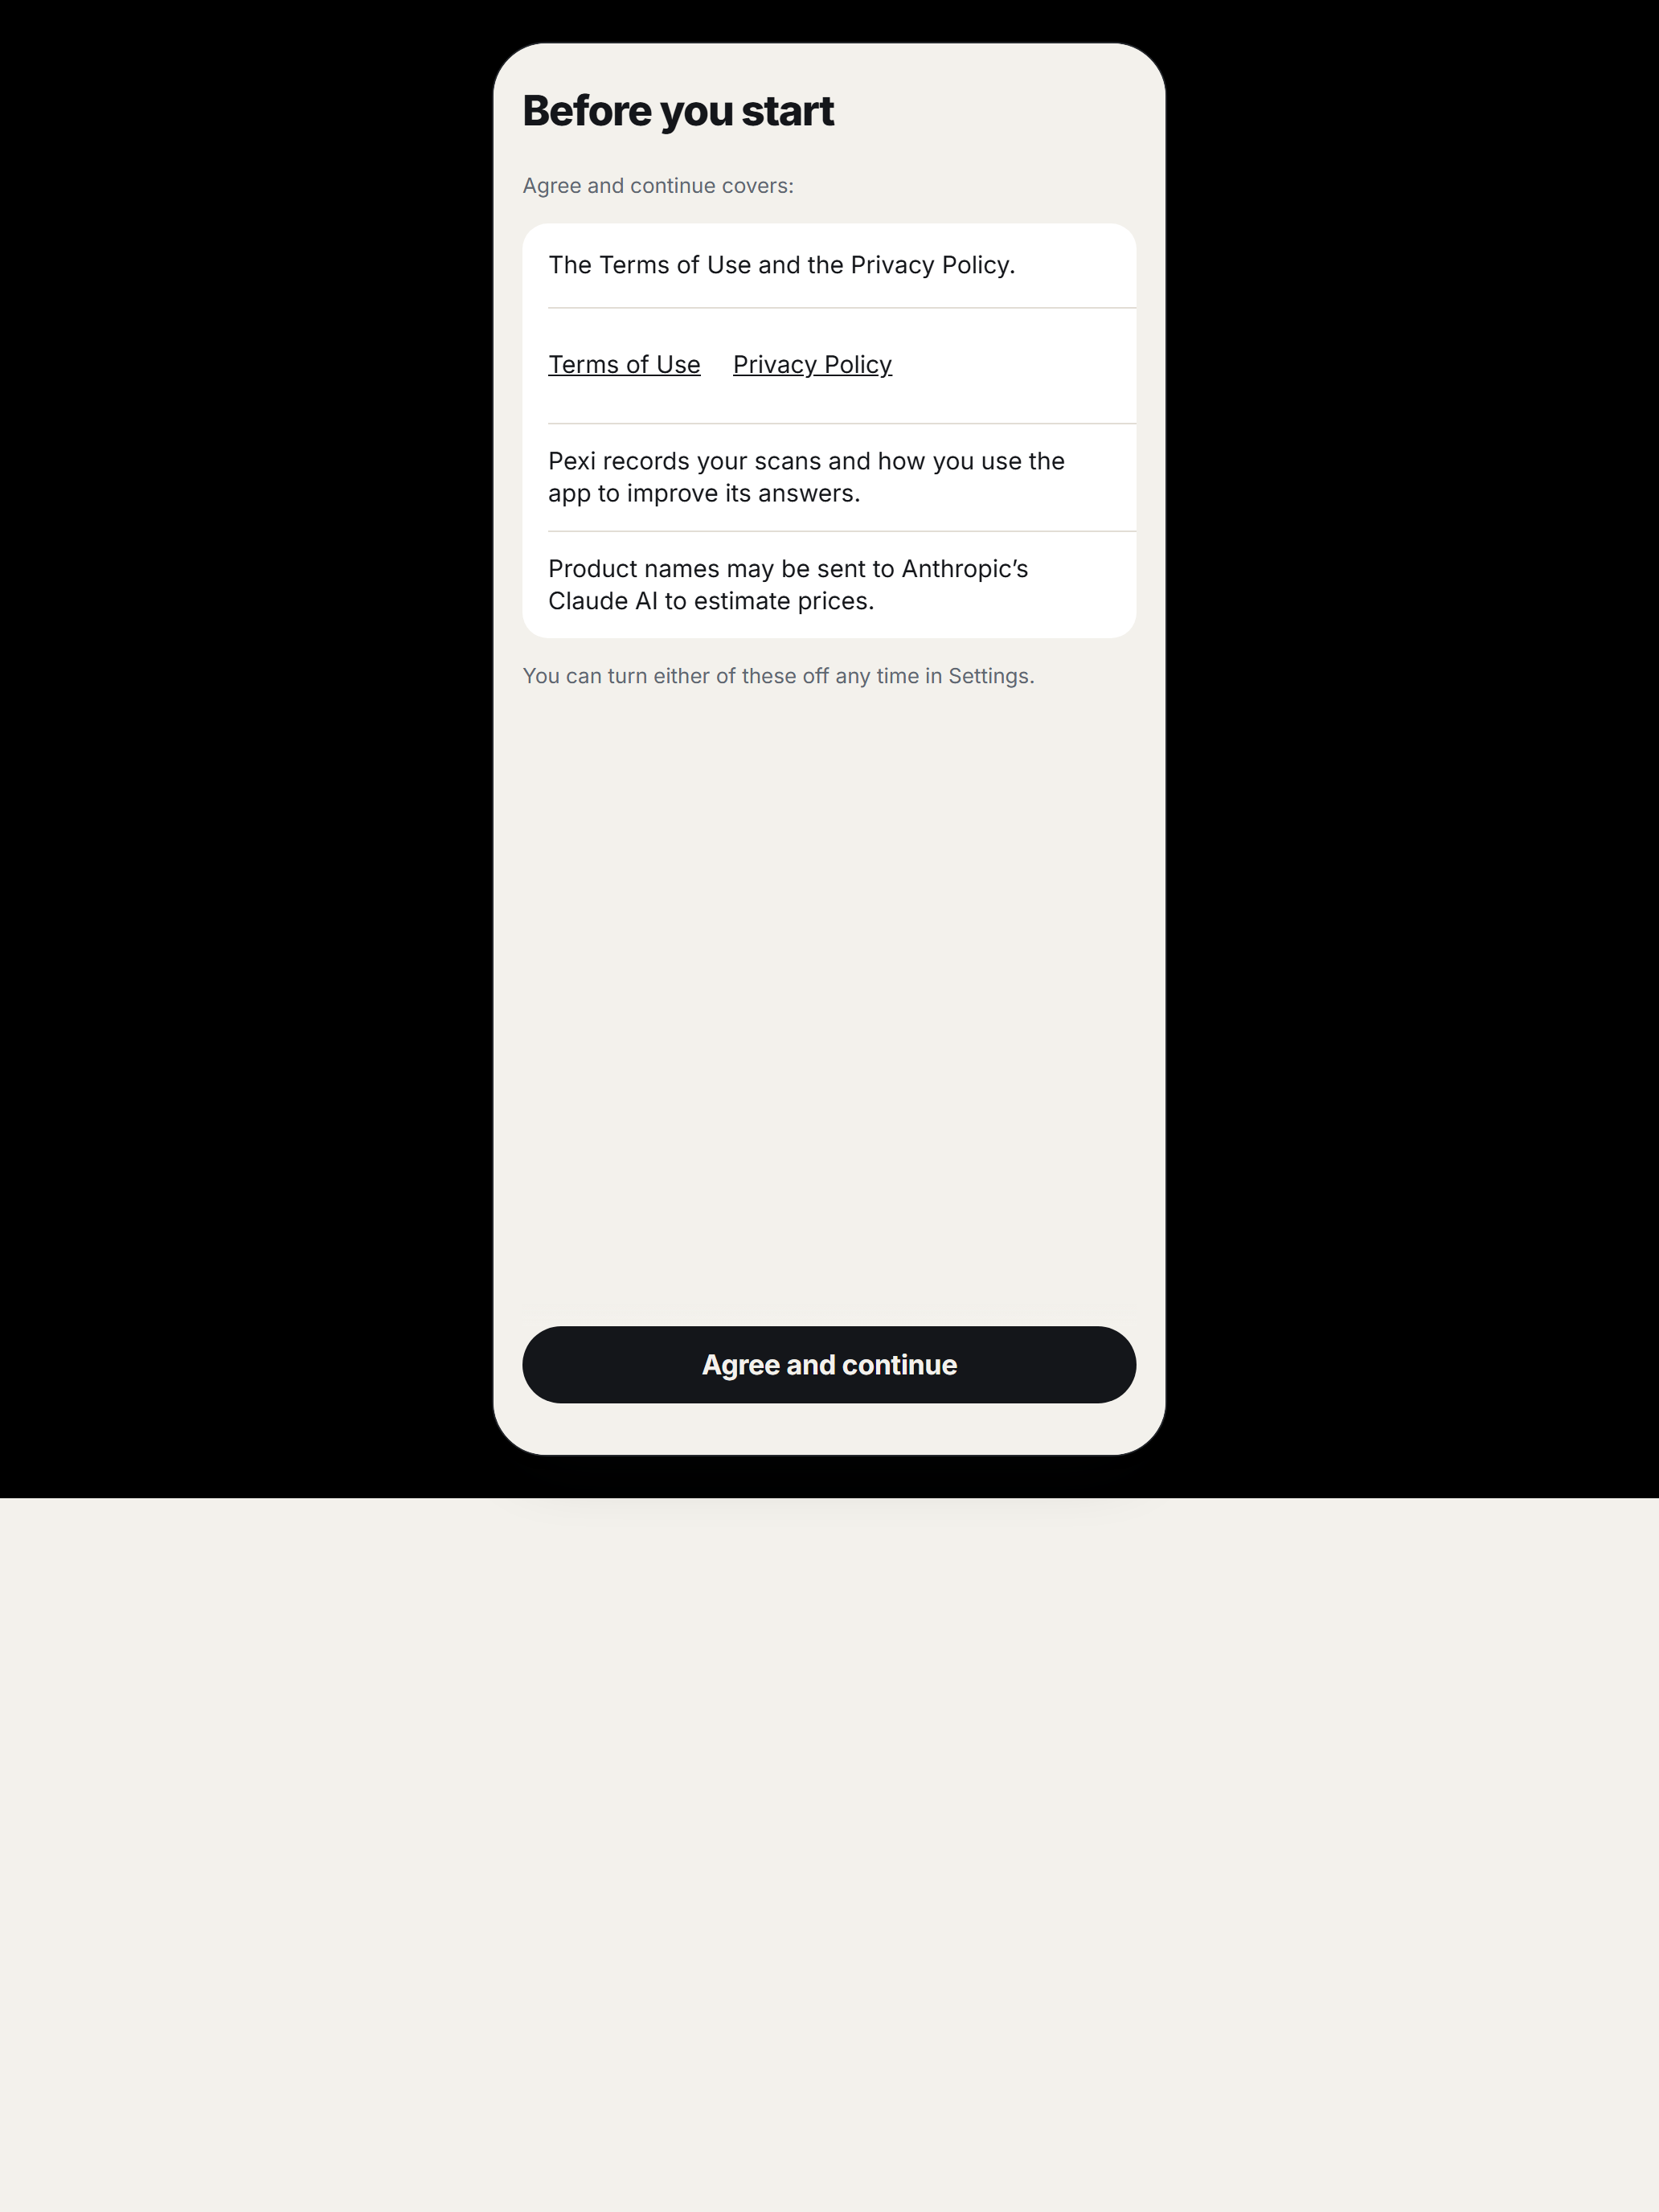 Before you start
Agree and continue covers:
The Terms of Use and the Privacy Policy.
Terms of Use Privacy Policy
Pexi records your scans and how you use the
app to improve its answers.
Product names may be sent to Anthropic’s
Claude AI to estimate prices.
You can turn either of these off any time in Settings.
Agree and continue